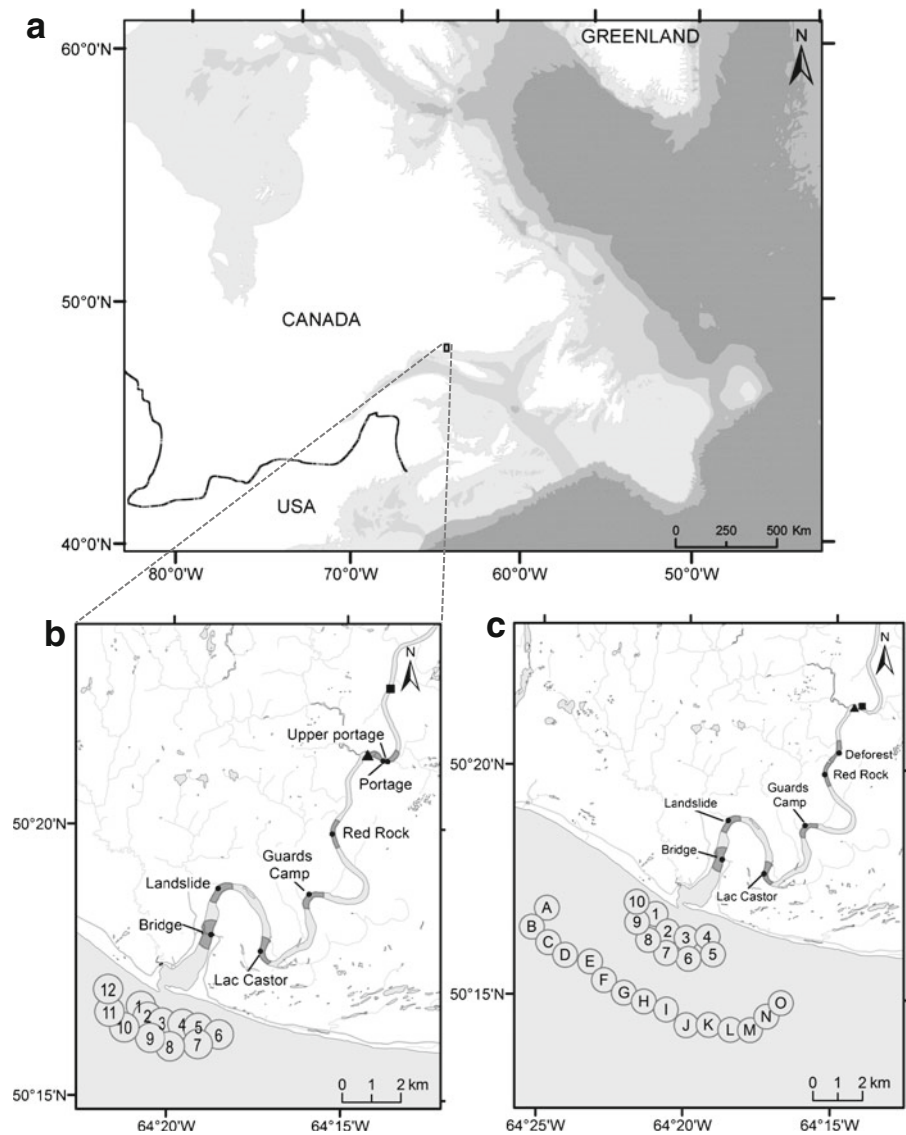 a
60°0'N
GREENLAND
N
50°0'N
CANADA
USA
0 250 500 Km
40°0'N
80°0'W 70°0'W 60°0'W 50°0'W
b
N
Upper portage
Portage
50°20'N
Red Rock
Guards
Camp
Landslide
Bridge
Lac Castor
12
11
10
1
2
3
4
5
6
9
8
7
0 1 2 km
50°15'N
64°20'W 64°15'W
c
N
50°20'N
Deforest
Red Rock
Guards
Camp
Landslide
Bridge
Lac Castor
A
B
C
D
E
F
G
H
I
J
K
L
M
N
O
10
1
9
2
3
4
8
7
6
5
50°15'N
0 1 2 km
64°25'W 64°20'W 64°15'W